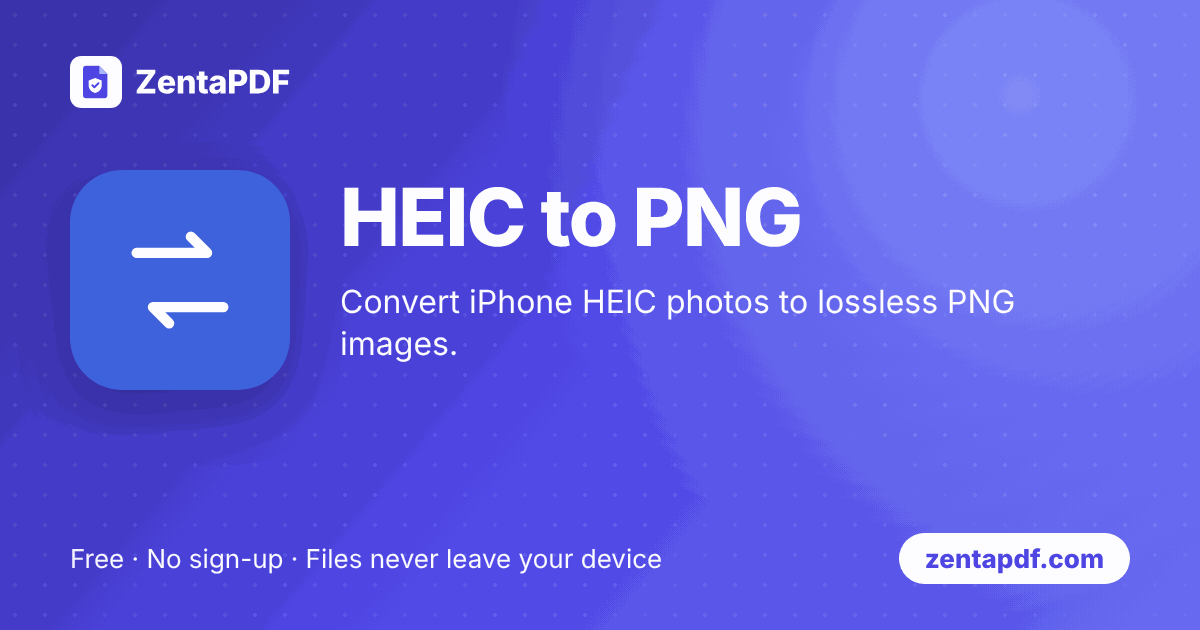 ZentaPDF
HEIC to PNG
Convert iPhone HEIC photos to lossless PNG
images.
Free · No sign-up · Files never leave your device
zentapdf.com